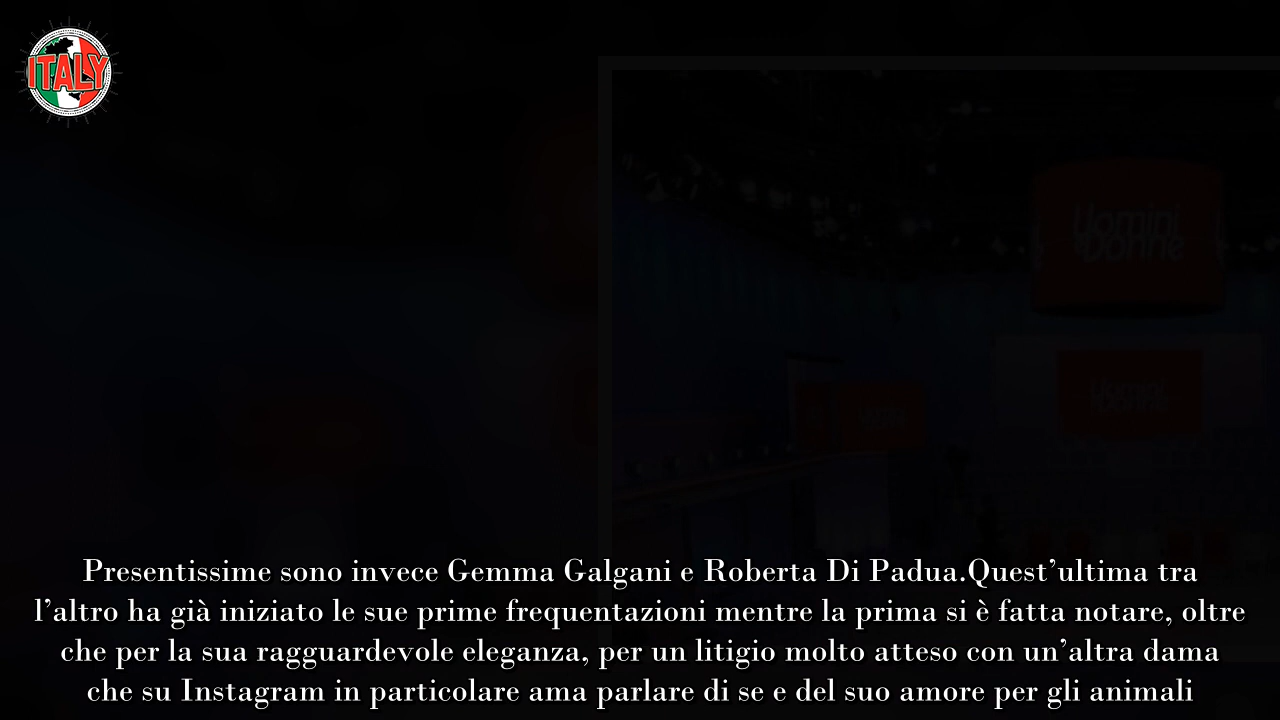 ITALY
Uomini
e Donne
Presentissime sono invece Gemma Galgani e Roberta Di Padua.Quest’ultima tra
l’altro ha già iniziato le sue prime frequentazioni mentre la prima si è fatta notare, oltre
che per la sua ragguardevole eleganza, per un litigio molto atteso con un’altra dama
che su Instagram in particolare ama parlare di se e del suo amore per gli animali